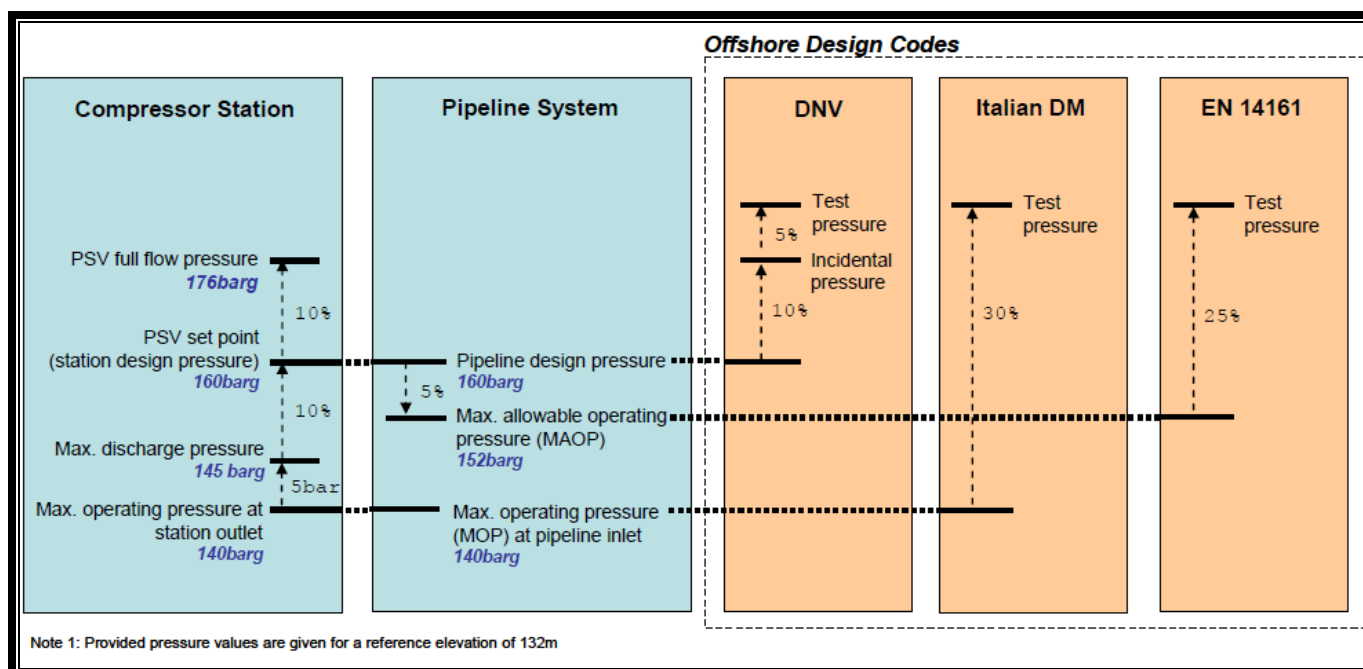 Offshore Design Codes
Compressor Station
Pipeline System
DNV
Italian DM
EN 14161
PSV full flow pressure
176barg
10%
PSV set point
(station design pressure)
160barg
10%
Max. discharge pressure
145 barg
5bar
Max. operating pressure at
station outlet
140barg
Pipeline design pressure
160barg
5%
Max. allowable operating
pressure (MAOP)
152barg
Max. operating pressure
(MOP) at pipeline inlet
140barg
Test
pressure
5%
Incidental
pressure
10%
Test
pressure
30%
Test
pressure
25%
Note 1: Provided pressure values are given for a reference elevation of 132m